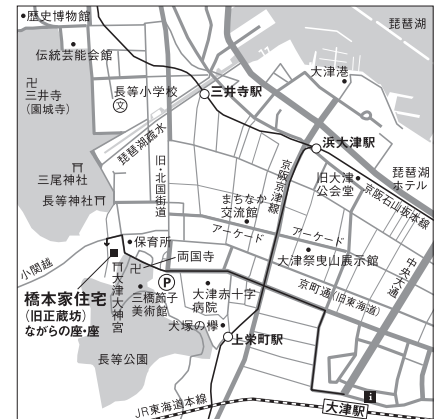 歴史博物館
琵琶湖
伝統芸能会館
大津港
三井寺
(園城寺)
長等小学校
文
三井寺駅
琵琶湖疏水
浜大津駅
旧・北国街道
京阪京津線
旧大津
公会堂
琵琶湖
ホテル
京阪石山坂本線
三尾神社
長等神社
まちなか
交流館
アーケード
アーケード
中央大通
保育所
両国寺
大津祭曳山展示館
小関越
P
京町通(旧東海道)
橋本家住宅
(旧正蔵坊)
ながらの座・座
大津大神宮
三橋節子
美術館
大津赤十字
病院
犬塚の欅
上栄町駅
長等公園
JR東海道本線
大津駅
i